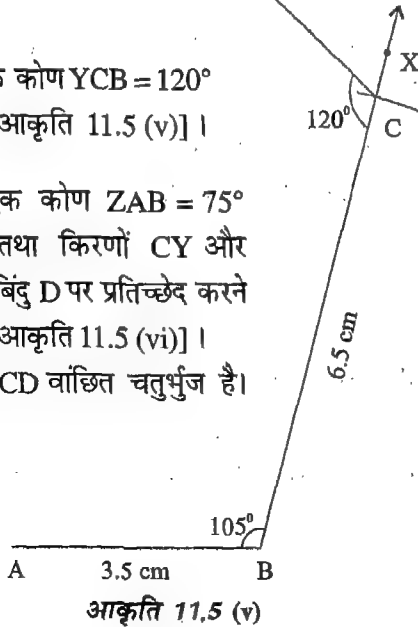 कोण YCB = 120°
आकृति 11.5 (v)] ।
क कोण ZAB = 75°
तथा किरणों CY और
बिंदु D पर प्रतिच्छेद करने
आकृति 11.5 (vi)] ।
CD वांछित चतुर्भुज है।
X
120°
C
6.5 cm
105°
A
3.5 cm
B
आकृति 11.5 (v)